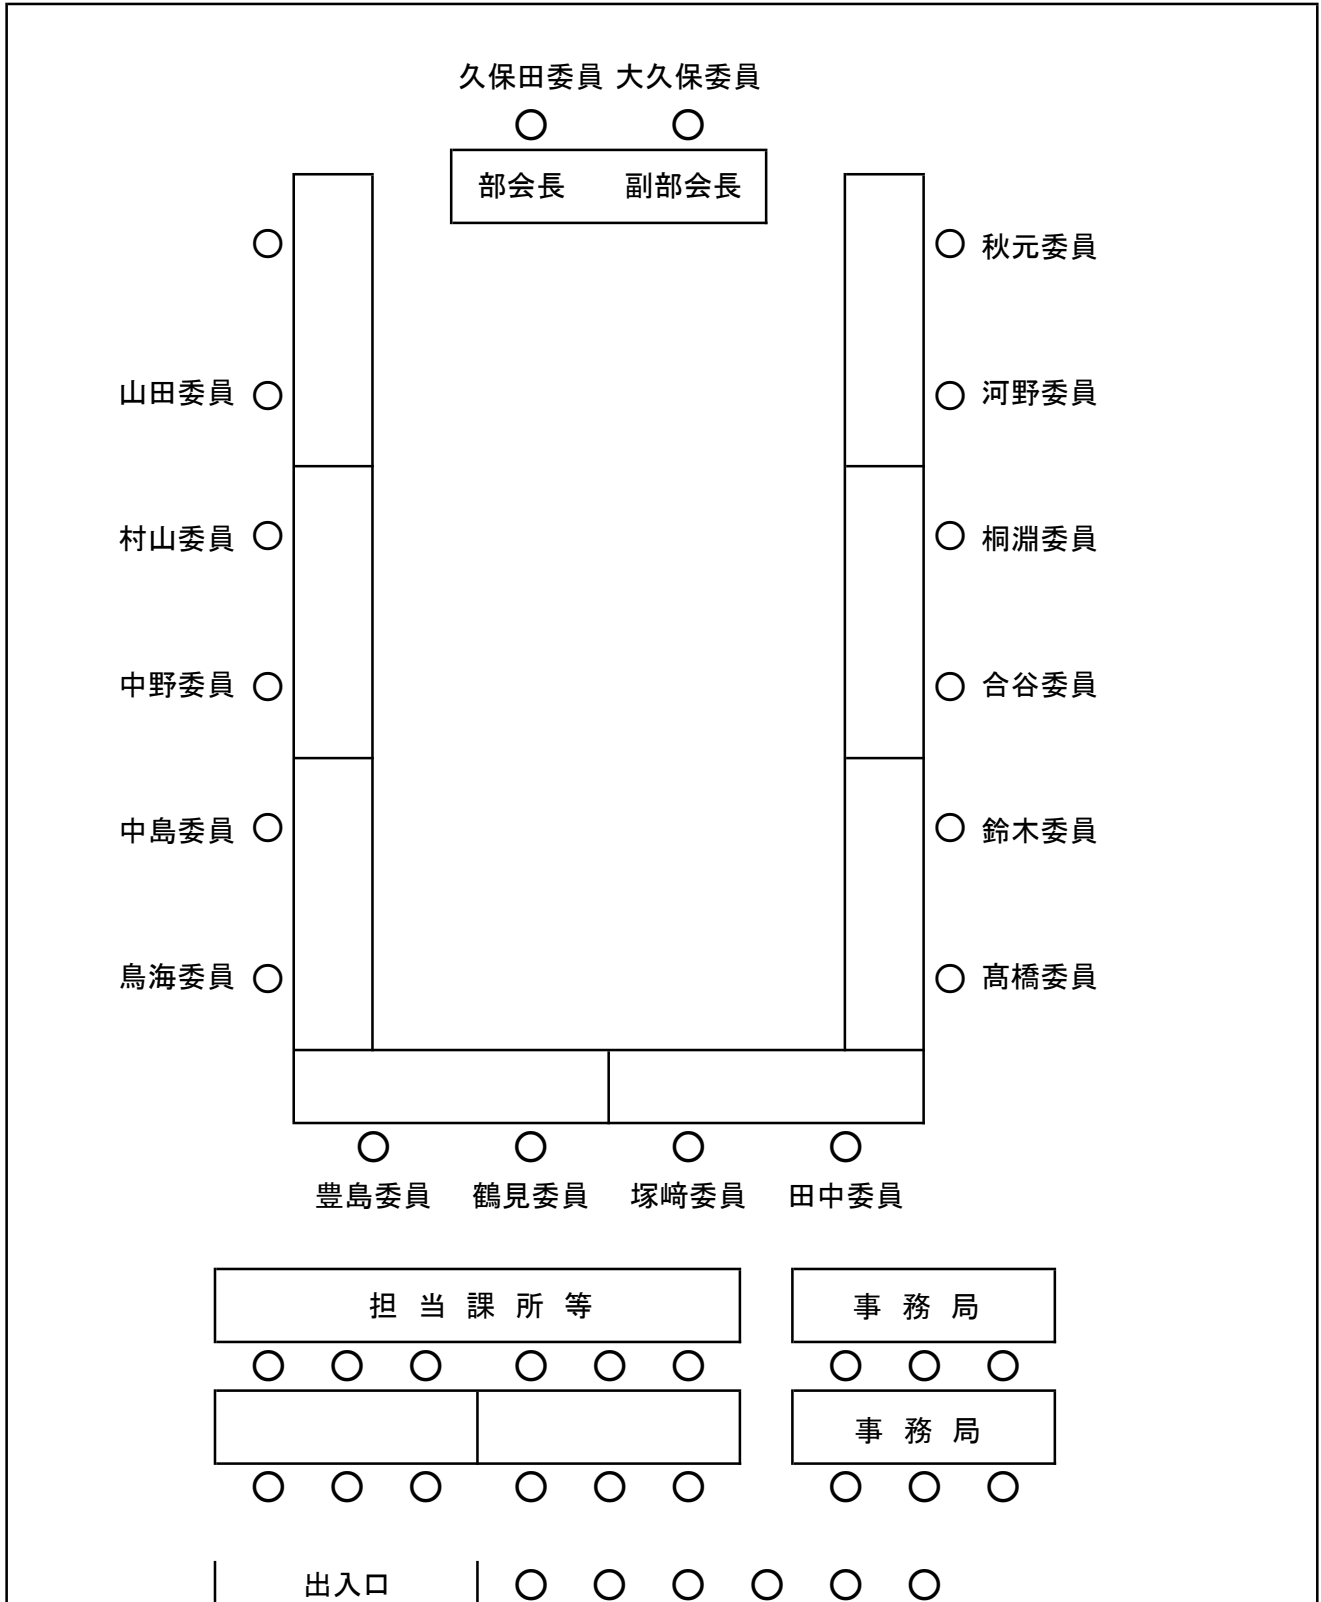 久保田委員 大久保委員
部会長 副部会長
秋元委員
山田委員 河野委員
村山委員 桐淵委員
中野委員 合谷委員
中島委員 鈴木委員
鳥海委員 髙橋委員
豊島委員 鶴見委員 塚﨑委員 田中委員
担当課所等 事務局
事務局
出入口